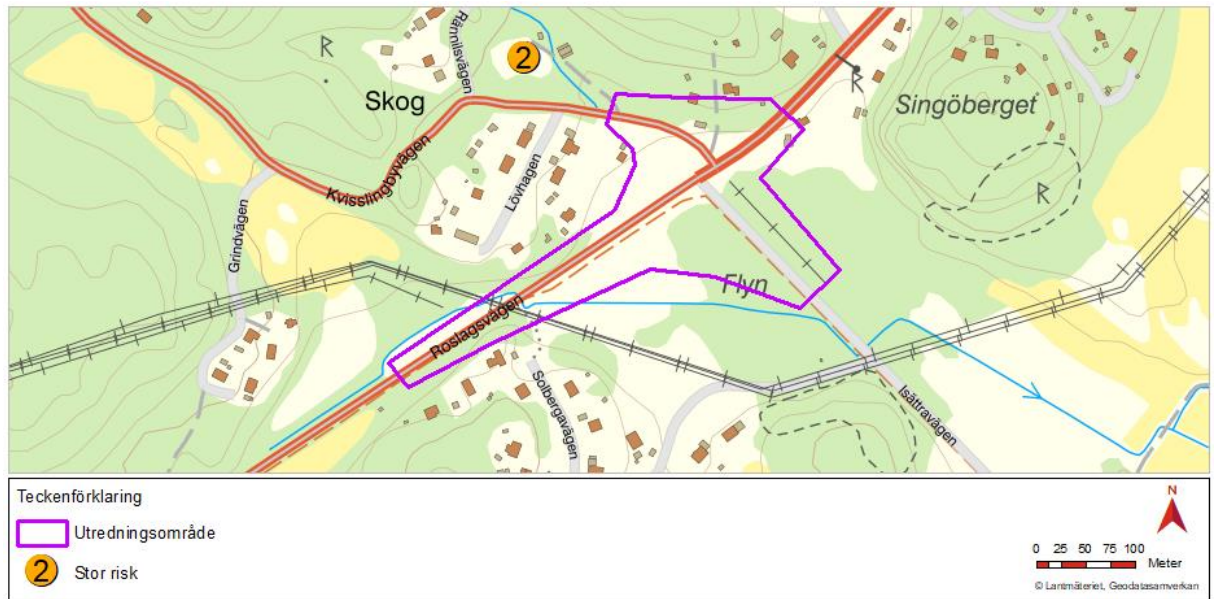 Rännilsvägen
2
Skog
Singöberget
Kvisslingbyvägen
Lövhagen
Grindvägen
Flyn
Roslagsvägen
Solbergavägen
Isättravägen
Teckenförklaring
Utredningsområde
2 Stor risk
N
0 25 50 75 100
Meter
© Lantmäteriet, Geodatasamverkan